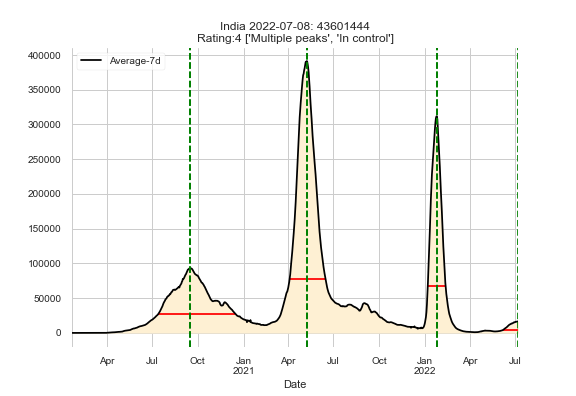 India 2022-07-08: 43601444
Rating:4 ['Multiple peaks', 'In control']
Average-7d
400000
350000
300000
250000
200000
150000
100000
50000
0
Apr Jul Oct Jan Apr Jul Oct Jan Apr Jul
2021 2022
Date